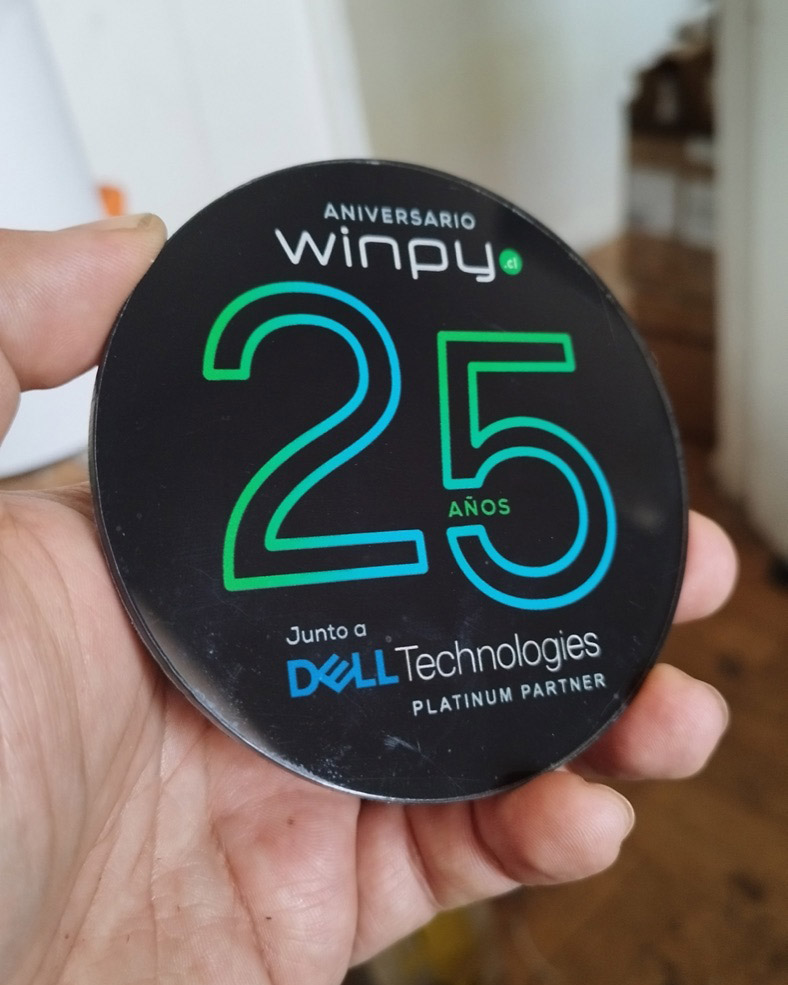 ANIVERSARIO
winpy.cl
25
AÑOS
Junto a
DELL Technologies
PLATINUM PARTNER